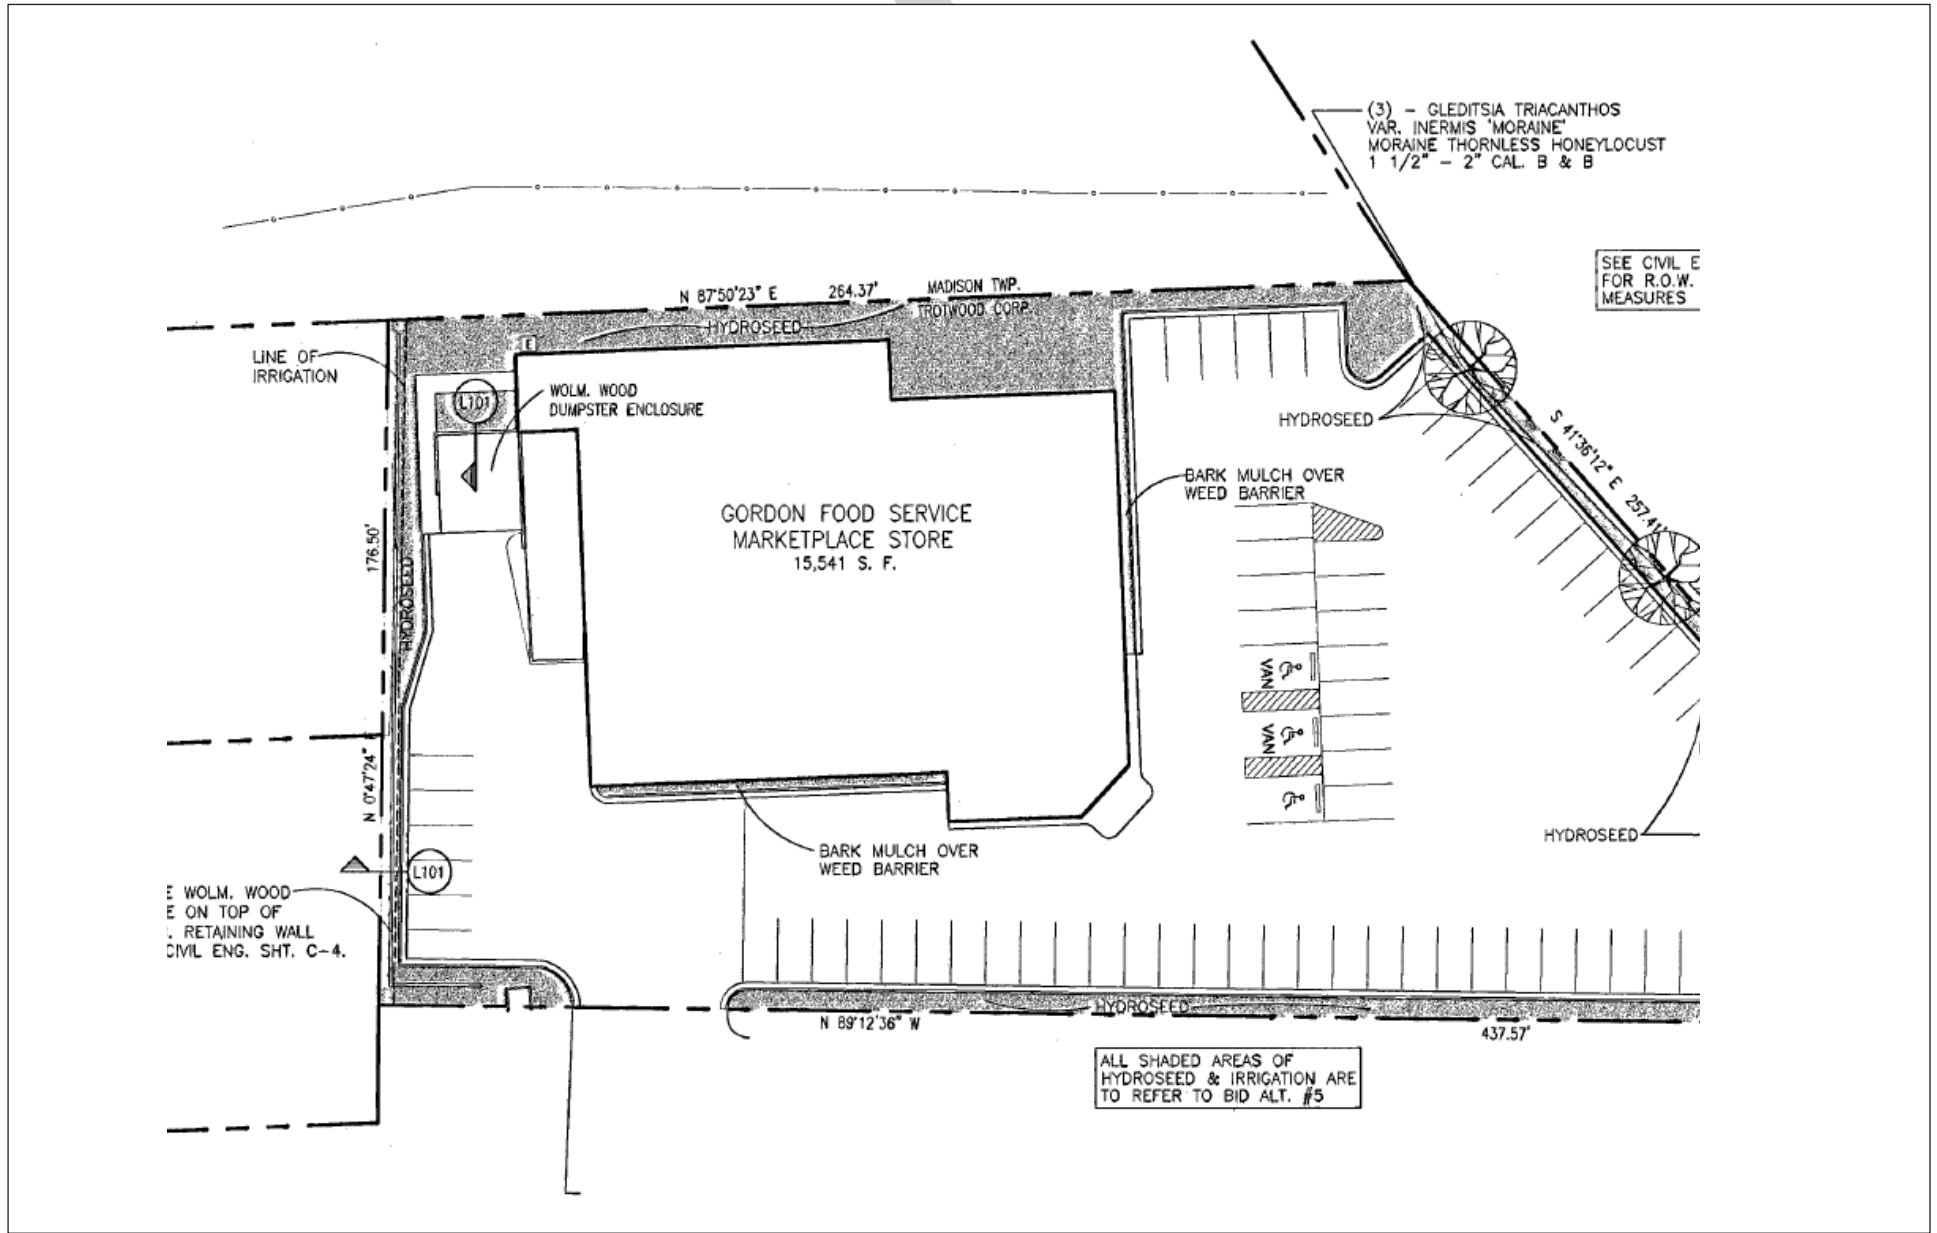 (3) - GLEDITSIA TRIACANTHOS
VAR. INERMIS 'MORAINE'
MORAINE THORNLESS HONEYLOCUST
1 1/2" - 2" CAL. B & B
SEE CIVIL E
FOR R.O.W.
MEASURES
N 87°50'23" E
264.37'
MADISON TWP.
TROTWOOD CORP.
HYDROSEED
E
LINE OF
IRRIGATION
L101
WOLM. WOOD
DUMPSTER ENCLOSURE
HYDROSEED
S 41°36'12" E 257.41'
BARK MULCH OVER
WEED BARRIER
GORDON FOOD SERVICE
MARKETPLACE STORE
15,541 S. F.
176.50'
HYDROSEED
N 0°47'24"
VAN
VAN
HYDROSEED
BARK MULCH OVER
WEED BARRIER
L101
E WOLM. WOOD
E ON TOP OF
. RETAINING WALL
CIVIL ENG. SHT. C-4.
HYDROSEED
N 89°12'36" W
437.57'
ALL SHADED AREAS OF
HYDROSEED & IRRIGATION ARE
TO REFER TO BID ALT. #5